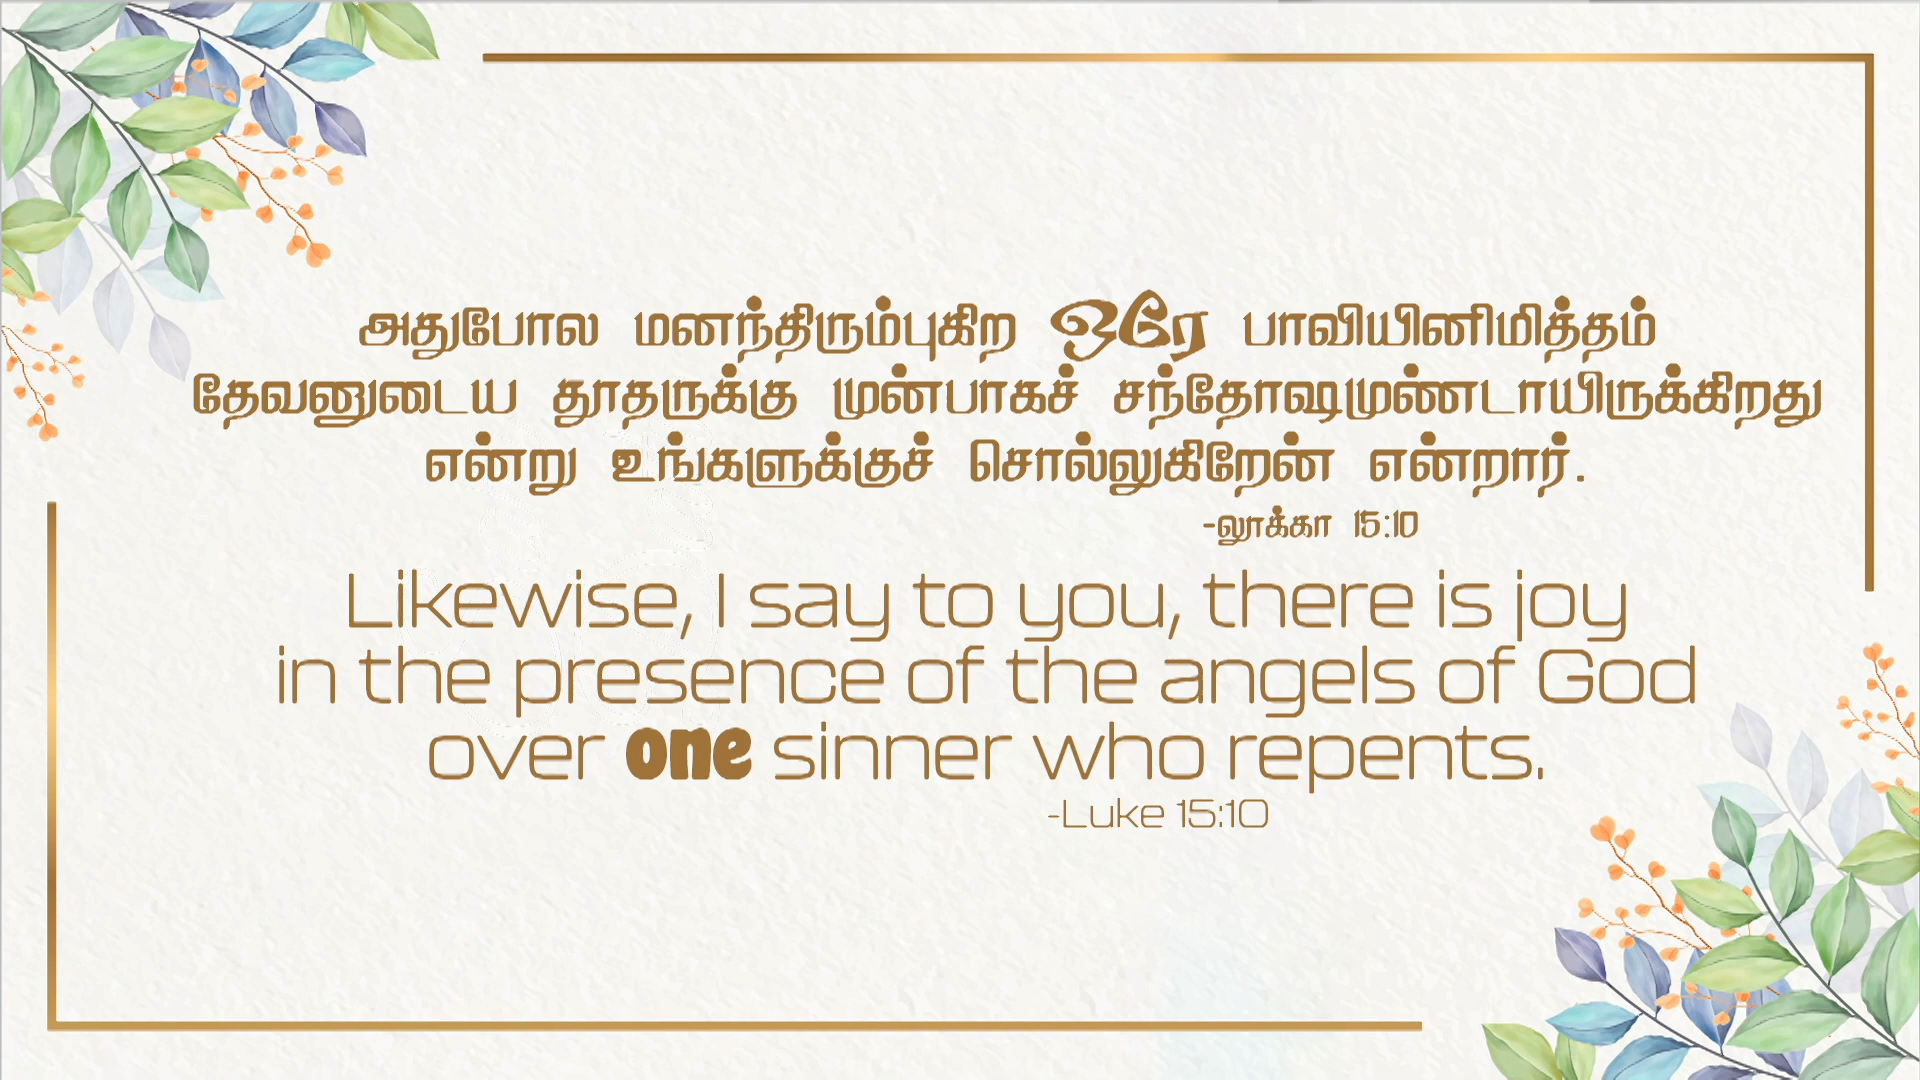 அதுபோல மனந்திரும்புகிற ஒரே பாவியினிமித்தம்
தேவனுடைய தூதருக்கு முன்பாகச் சந்தோஷமுண்டாயிருக்கிறது
என்று உங்களுக்குச் சொல்லுகிறேன் என்றார்.
-லூக்கா 15:10
Likewise, I say to you, there is joy
in the presence of the angels of God
over one sinner who repents.
-Luke 15:10